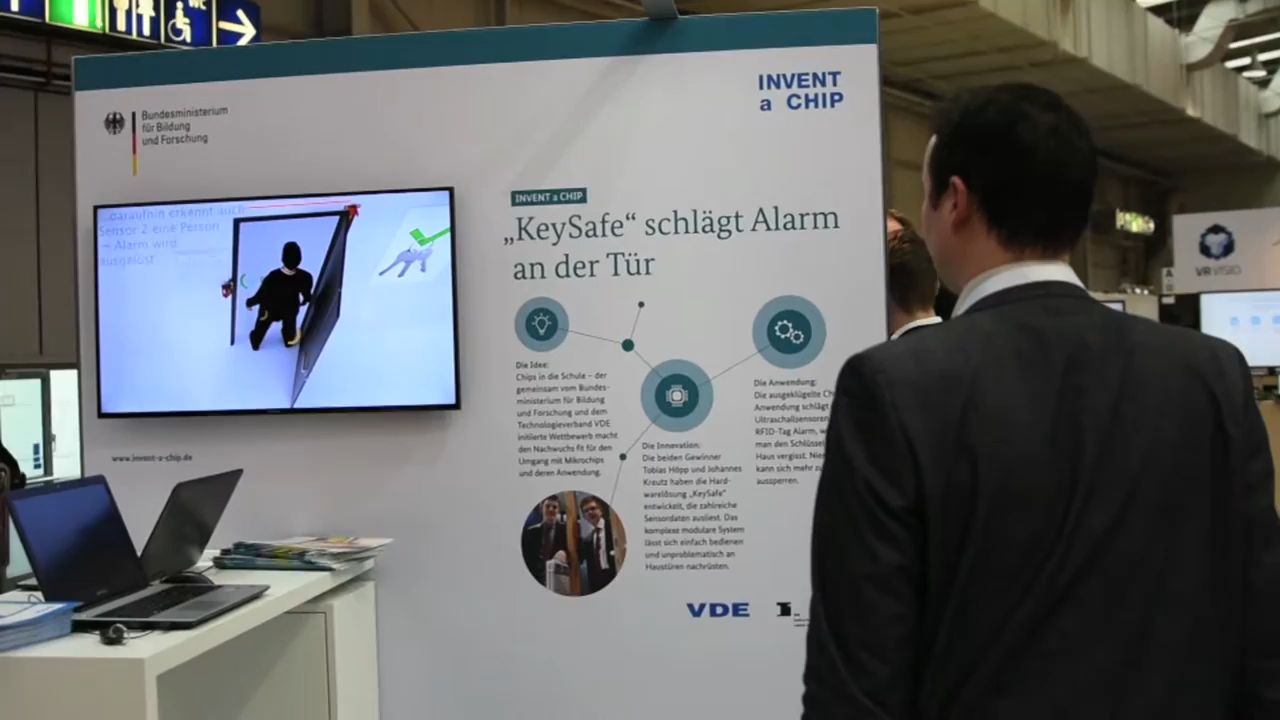 WC
INVENT
a CHIP
Bundesministerium
für Bildung
und Forschung
...daraufhin erkennt auch
Sensor 2 eine Person
– Alarm wird
ausgelöst
INVENT a CHIP
„KeySafe“ schlägt Alarm
an der Tür
Die Idee:
Chips in die Schule – der
gemeinsam vom Bundes-
ministerium für Bildung
und Forschung und dem
Technologieverband VDE
initiierte Wettbewerb macht
den Nachwuchs fit für den
Umgang mit Mikrochips
und deren Anwendung.
Die Innovation:
Die beiden Gewinner
Tobias Höpp und Johannes
Kreutz haben die Hard-
warelösung „KeySafe“
entwickelt, die zahlreiche
Sensordaten ausliest. Das
komplexe modulare System
lässt sich einfach bedienen
und unproblematisch an
Haustüren nachrüsten.
Die Anwendung:
Die ausgeklügelte Ch
Anwendung schlägt
Ultraschallsensoren
RFID-Tag Alarm, w
man den Schlüssel
Haus vergisst. Nie
kann sich mehr
aussperren.
www.invent-a-chip.de
VDE
VR VISIO